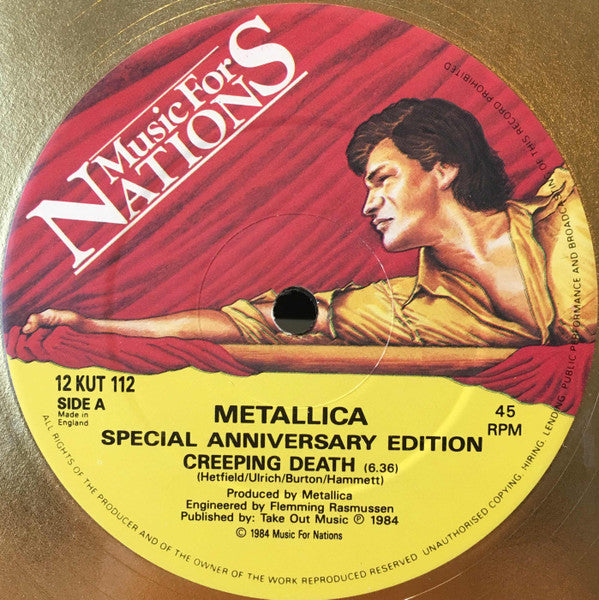 Music For
NATIONS
12 KUT 112
SIDE A
Made in
England
45
RPM
METALLICA
SPECIAL ANNIVERSARY EDITION
CREEPING DEATH (6.36)
(Hetfield/Ulrich/Burton/Hammett)
Produced by Metallica
Engineered by Flemming Rasmussen
Published by: Take Out Music ℗ 1984
© 1984 Music For Nations
ALL RIGHTS OF THE PRODUCER AND OF THE OWNER OF THE WORK REPRODUCED RESERVED UNAUTHORISED COPYING, HIRING, LENDING, PUBLIC PERFORMANCE AND BROADCASTING OF THIS RECORD PROHIBITED